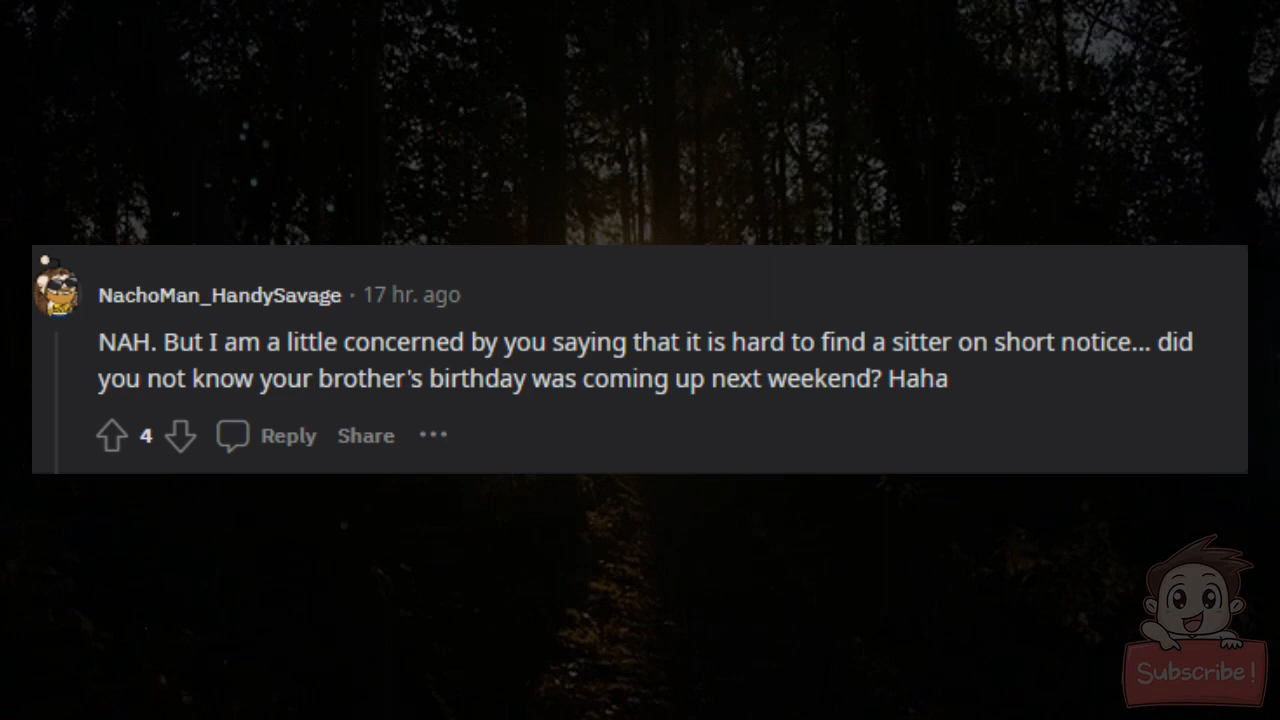 NachoMan_HandySavage · 17 hr. ago
NAH. But I am a little concerned by you saying that it is hard to find a sitter on short notice... did
you not know your brother's birthday was coming up next weekend? Haha
4 Reply Share ···
Subscribe!